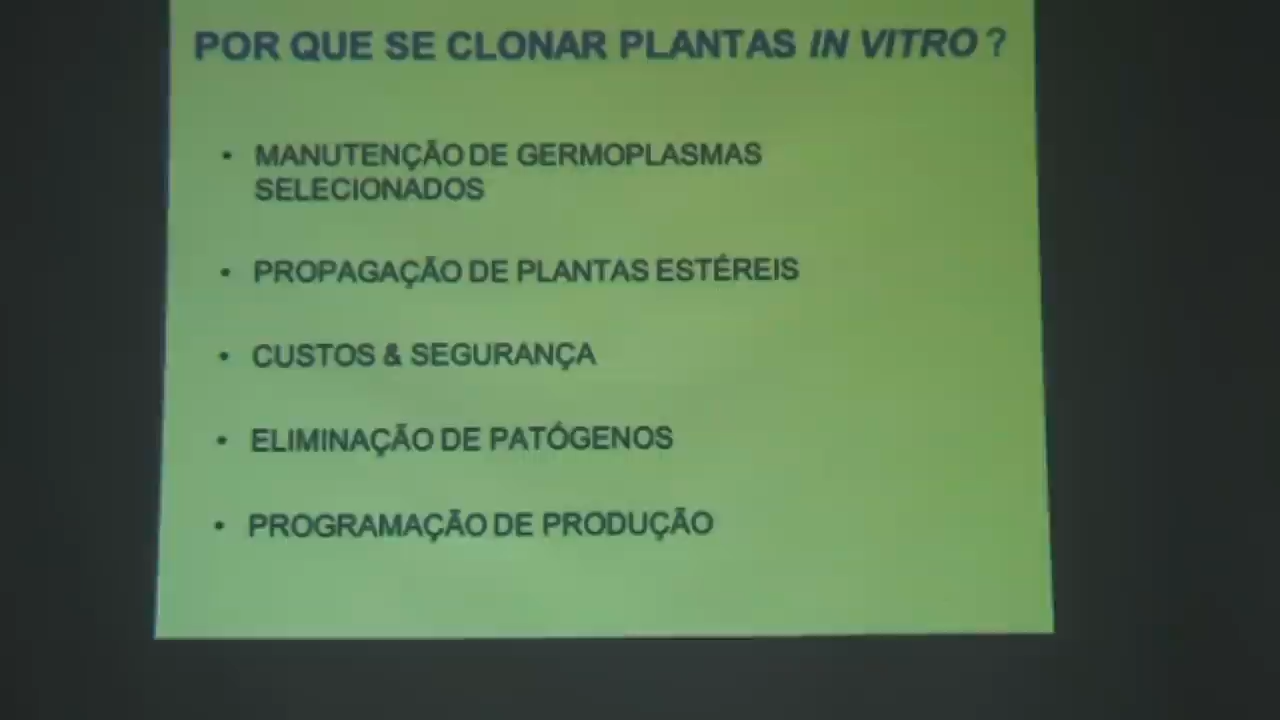 POR QUE SE CLONAR PLANTAS IN VITRO ?
• MANUTENÇÃO DE GERMOPLASMAS
SELECIONADOS
• PROPAGAÇÃO DE PLANTAS ESTÉREIS
• CUSTOS & SEGURANÇA
• ELIMINAÇÃO DE PATÓGENOS
• PROGRAMAÇÃO DE PRODUÇÃO